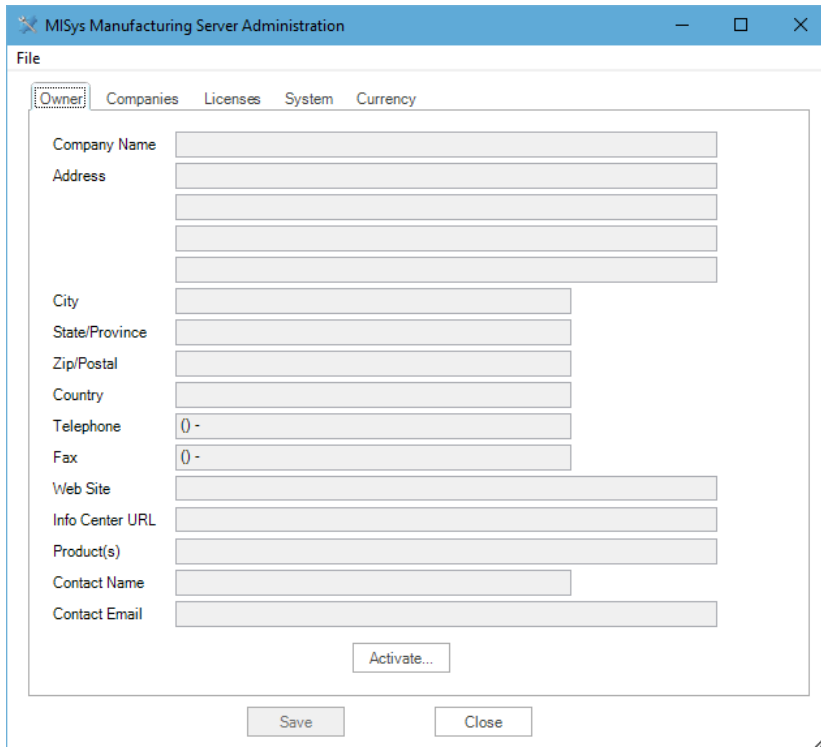 MISys Manufacturing Server Administration
File
Owner Companies Licenses System Currency
Company Name
Address
City
State/Province
Zip/Postal
Country
Telephone () -
Fax () -
Web Site
Info Center URL
Product(s)
Contact Name
Contact Email
Activate...
Save Close